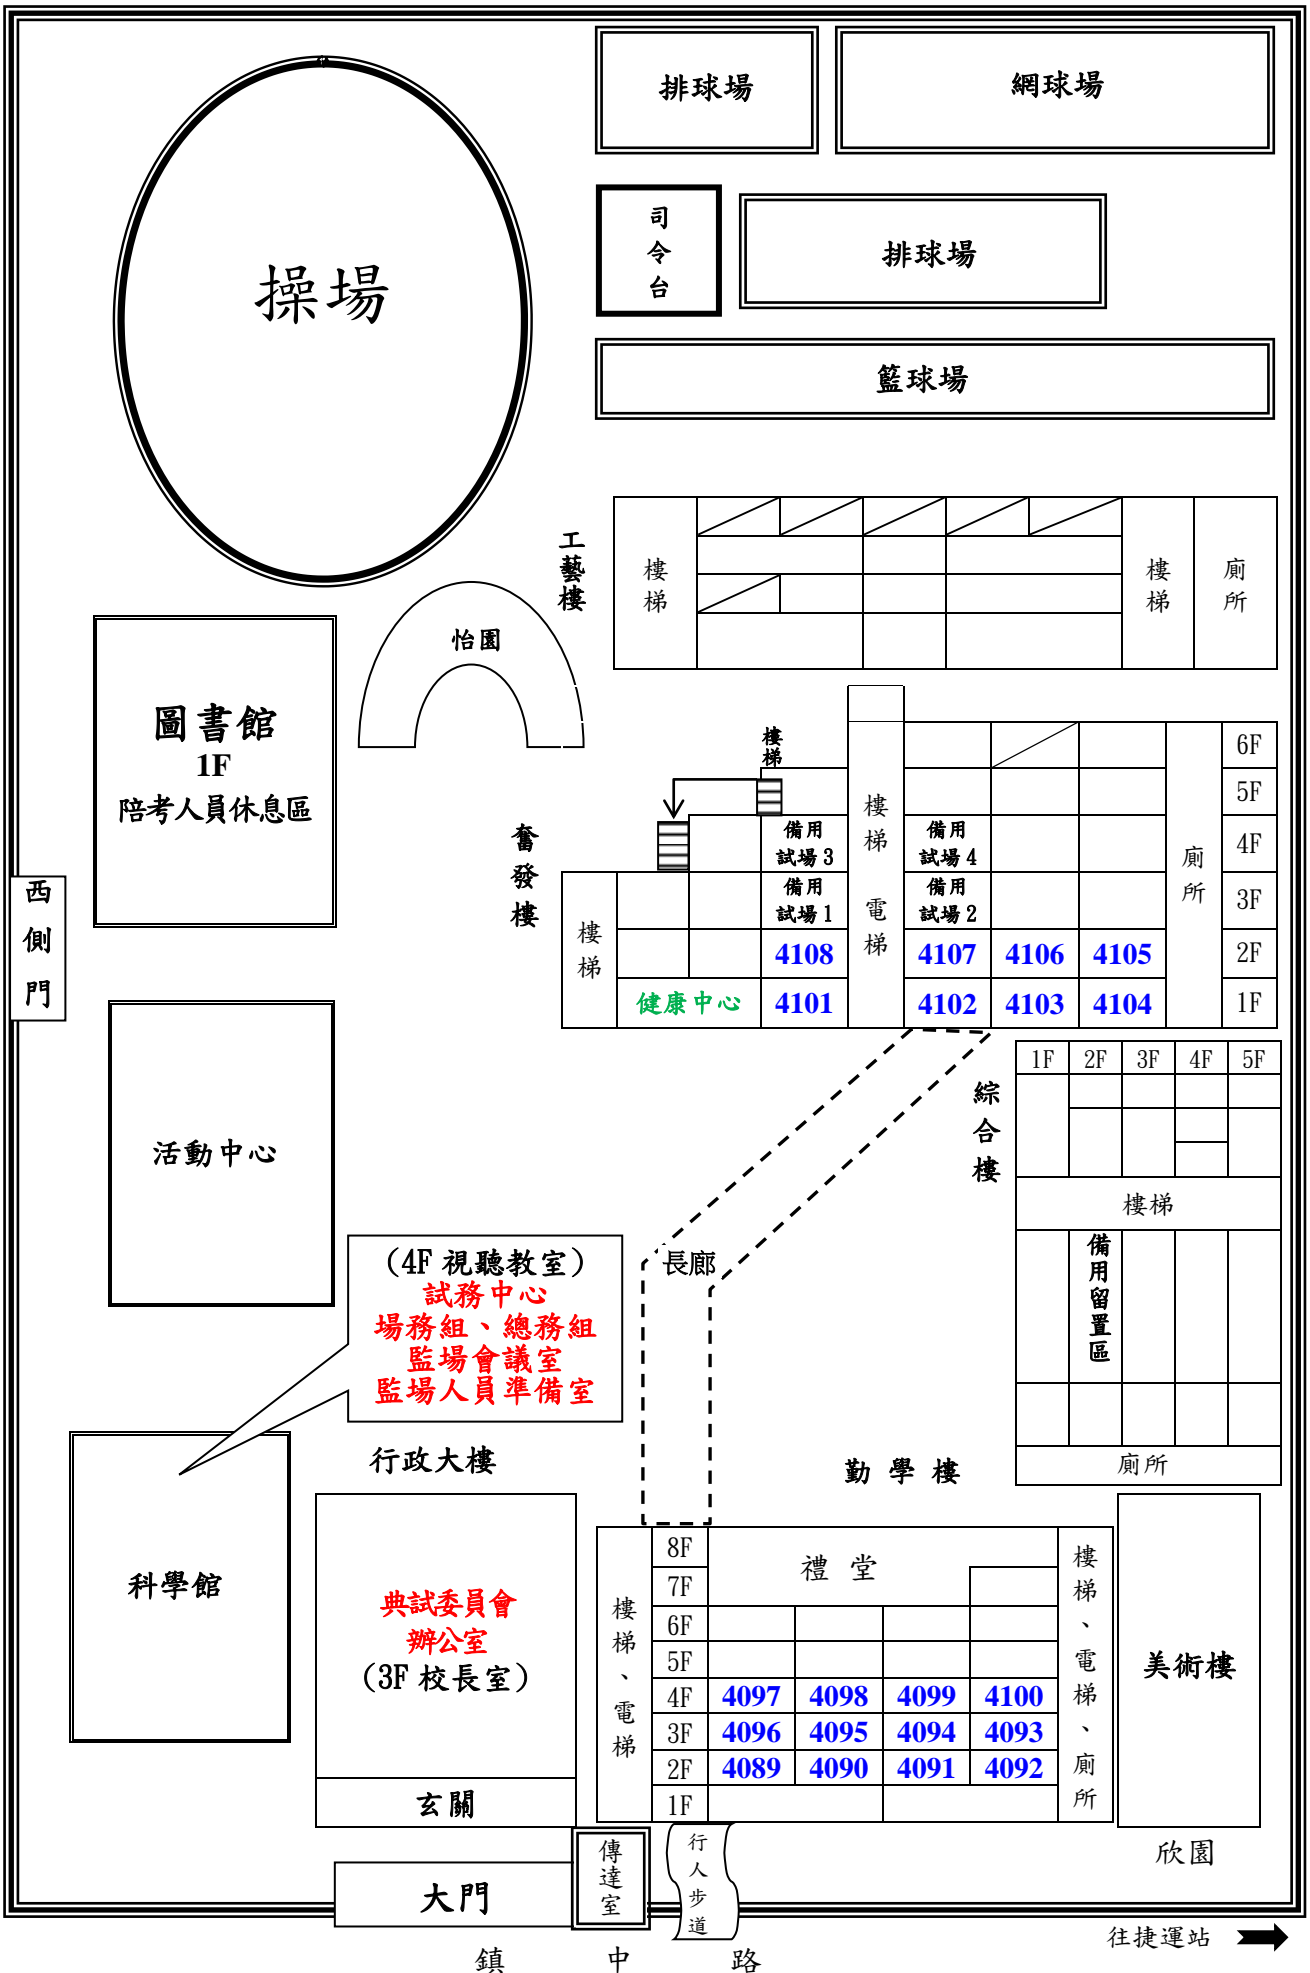 排球場
網球場
司令台
排球場
操場
籃球場
工藝樓
樓梯
樓梯
廁所
怡園
圖書館
1F
陪考人員休息區
西側門
奮發樓
樓梯
樓梯
樓梯 電梯
廁所
6F
5F
備用試場3
備用試場4
4F
備用試場1
備用試場2
3F
4108
4107
4106
4105
2F
健康中心
4101
4102
4103
4104
1F
綜合樓
1F 2F 3F 4F 5F
樓梯
備用留置區
廁所
活動中心
長廊
(4F 視聽教室)
試務中心
場務組、總務組
監場會議室
監場人員準備室
行政大樓
勤學樓
科學館
典試委員會
辦公室
(3F 校長室)
玄關
樓梯、電梯
8F
禮堂
7F
6F
5F
4F 4097 4098 4099 4100
3F 4096 4095 4094 4093
2F 4089 4090 4091 4092
1F
樓梯、電梯、廁所
美術樓
欣園
傳達室
行人步道
大門
往捷運站
鎮中路